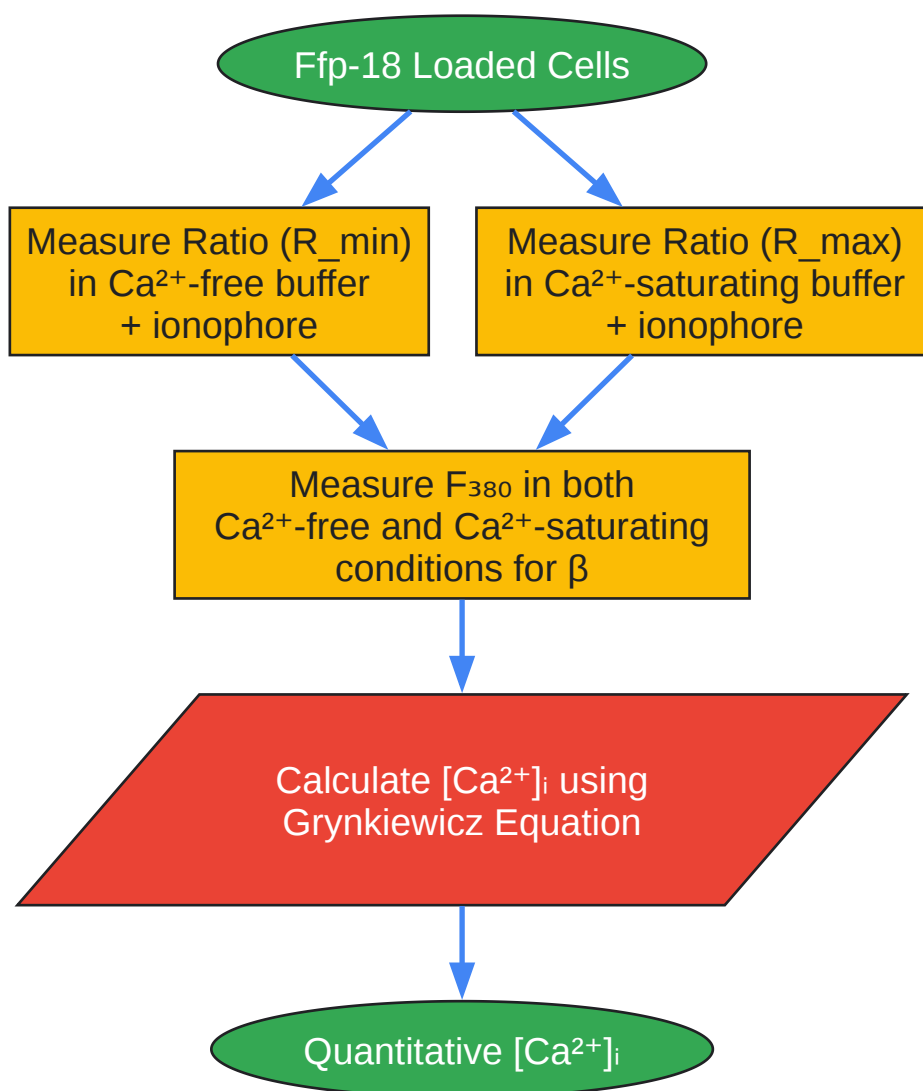 Ffp-18 Loaded Cells
Measure Ratio (R_min)
in Ca²⁺-free buffer
+ ionophore
Measure Ratio (R_max)
in Ca²⁺-saturating buffer
+ ionophore
Measure F₃₈₀ in both
Ca²⁺-free and Ca²⁺-saturating
conditions for β
Calculate [Ca²⁺]ᵢ using
Grynkiewicz Equation
Quantitative [Ca²⁺]ᵢ